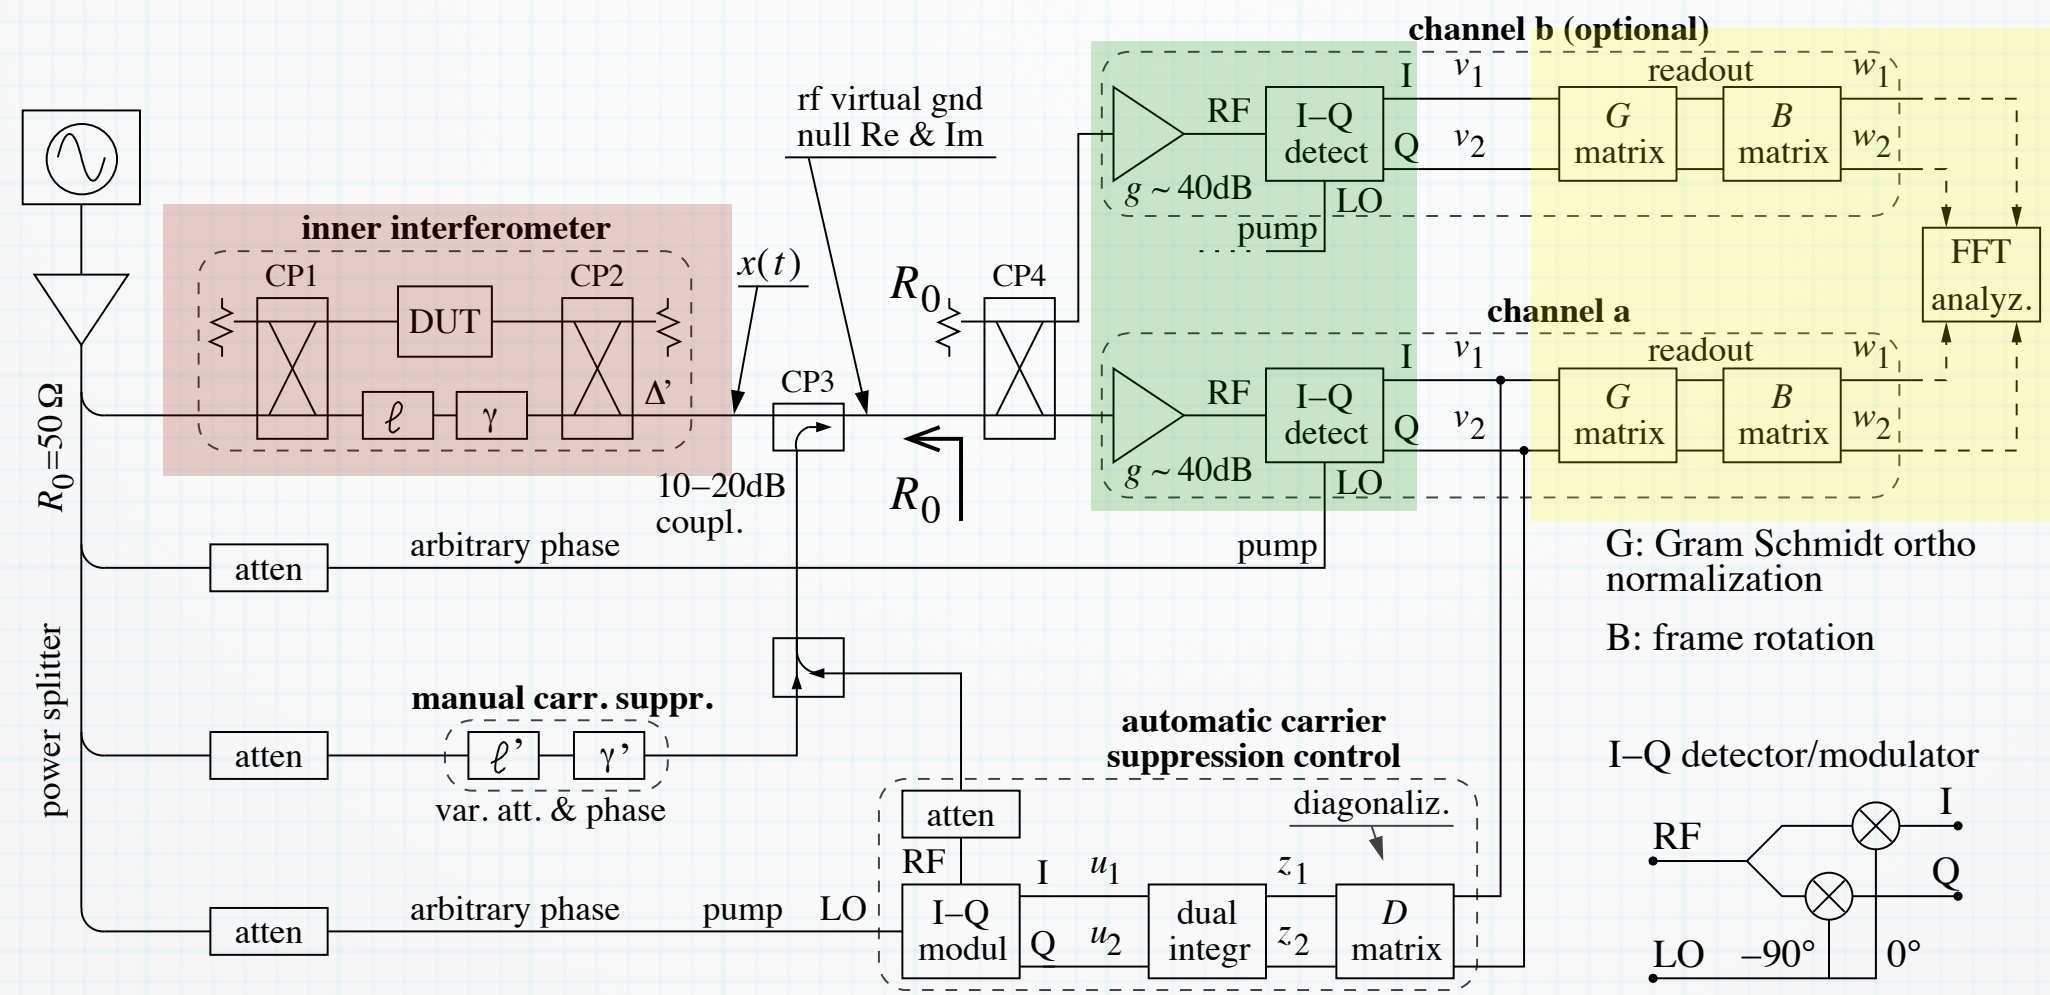 channel b (optional)
I
v1
readout
w1
rf virtual gnd
null Re & Im
RF
I–Q
detect
G
matrix
B
matrix
Q
v2
w2
g ~ 40dB
LO
pump
inner interferometer
CP1
CP2
x(t)
R0
CP4
FFT
analyz.
DUT
channel a
I
v1
readout
w1
CP3
Δ'
ℓ
γ
RF
I–Q
detect
G
matrix
B
matrix
Q
v2
w2
g ~ 40dB
LO
R0=50 Ω
10–20dB
coupl.
R0
arbitrary phase
pump
atten
G: Gram Schmidt ortho
normalization
B: frame rotation
power splitter
manual carr. suppr.
atten
ℓ'
γ'
var. att. & phase
automatic carrier
suppression control
diagonaliz.
atten
RF
I
u1
z1
I–Q
modul
dual
integr
D
matrix
Q
u2
z2
atten
arbitrary phase
pump
LO
I–Q detector/modulator
RF
I
Q
LO
–90°
0°